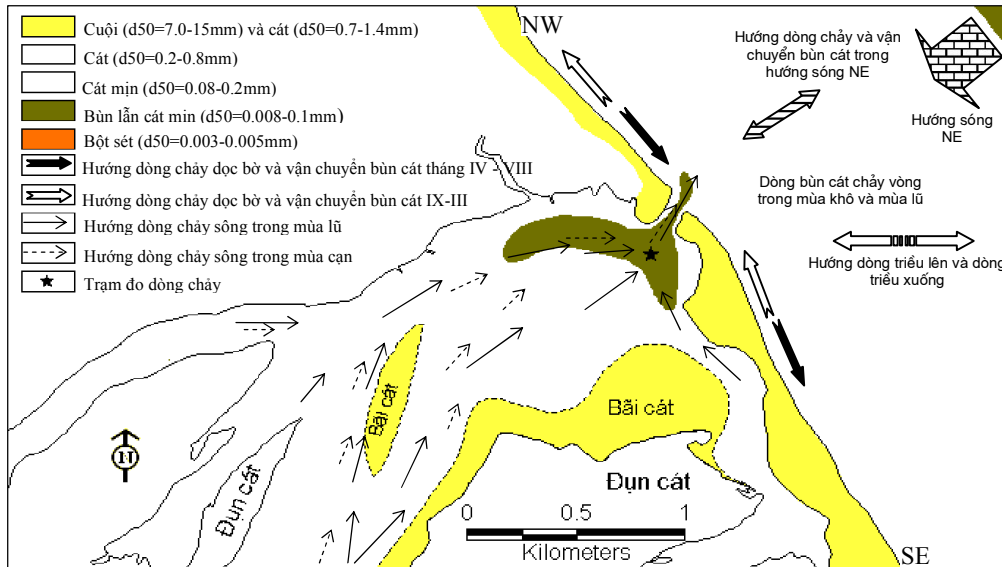 Cuội (d50=7.0-15mm) và cát (d50=0.7-1.4mm)
Cát (d50=0.2-0.8mm)
Cát mịn (d50=0.08-0.2mm)
Bùn lẫn cát min (d50=0.008-0.1mm)
Bột sét (d50=0.003-0.005mm)
Hướng dòng chảy dọc bờ và vận chuyển bùn cát tháng IV - VIII
Hướng dòng chảy dọc bờ và vận chuyển bùn cát IX-III
Hướng dòng chảy sông trong mùa lũ
Hướng dòng chảy sông trong mùa cạn
Trạm đo dòng chảy
NW
Hướng dòng chảy và vận
chuyển bùn cát trong
hướng sóng NE
Hướng sóng
NE
Dòng bùn cát chảy vòng
trong mùa khô và mùa lũ
Hướng dòng triều lên và dòng
triều xuống
Bãi cát
Bãi cát
Đụn cát
Đụn cát
0 0.5 1
Kilometers
SE